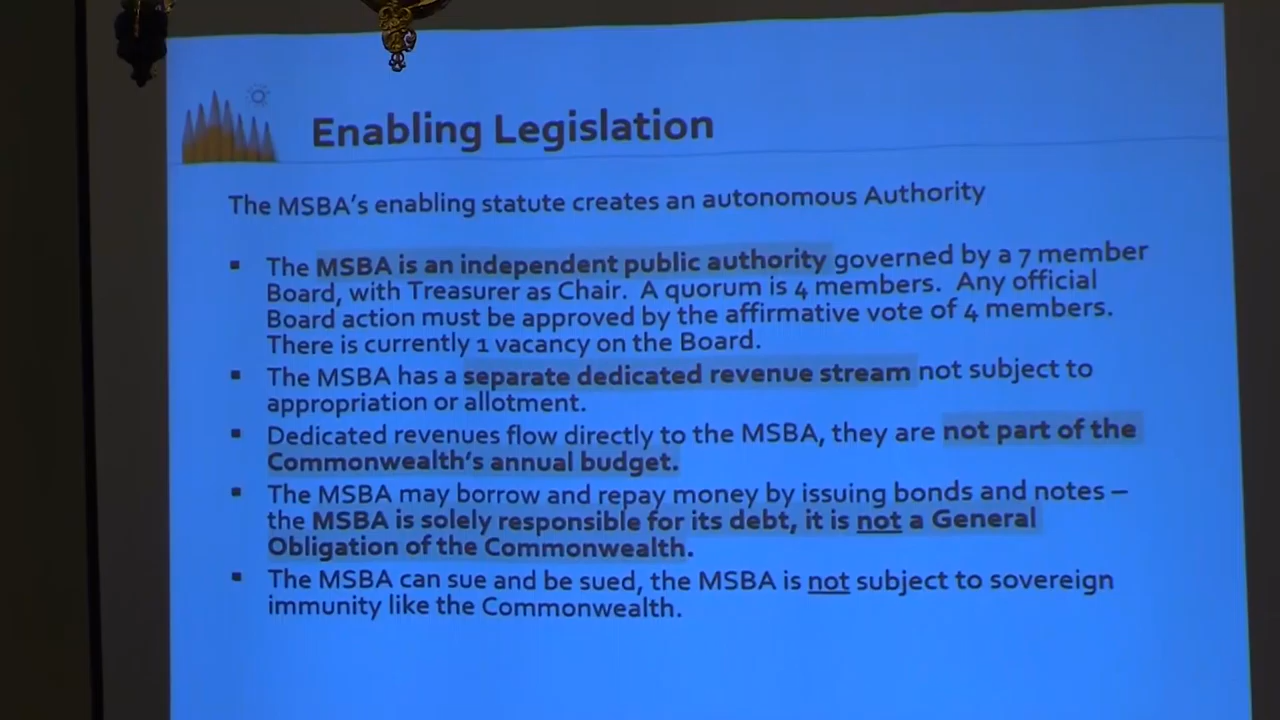 Enabling Legislation
The MSBA's enabling statute creates an autonomous Authority
▪ The MSBA is an independent public authority governed by a 7 member
Board, with Treasurer as Chair. A quorum is 4 members. Any official
Board action must be approved by the affirmative vote of 4 members.
There is currently 1 vacancy on the Board.
▪ The MSBA has a separate dedicated revenue stream not subject to
appropriation or allotment.
▪ Dedicated revenues flow directly to the MSBA, they are not part of the
Commonwealth's annual budget.
▪ The MSBA may borrow and repay money by issuing bonds and notes –
the MSBA is solely responsible for its debt, it is not a General
Obligation of the Commonwealth.
▪ The MSBA can sue and be sued, the MSBA is not subject to sovereign
immunity like the Commonwealth.